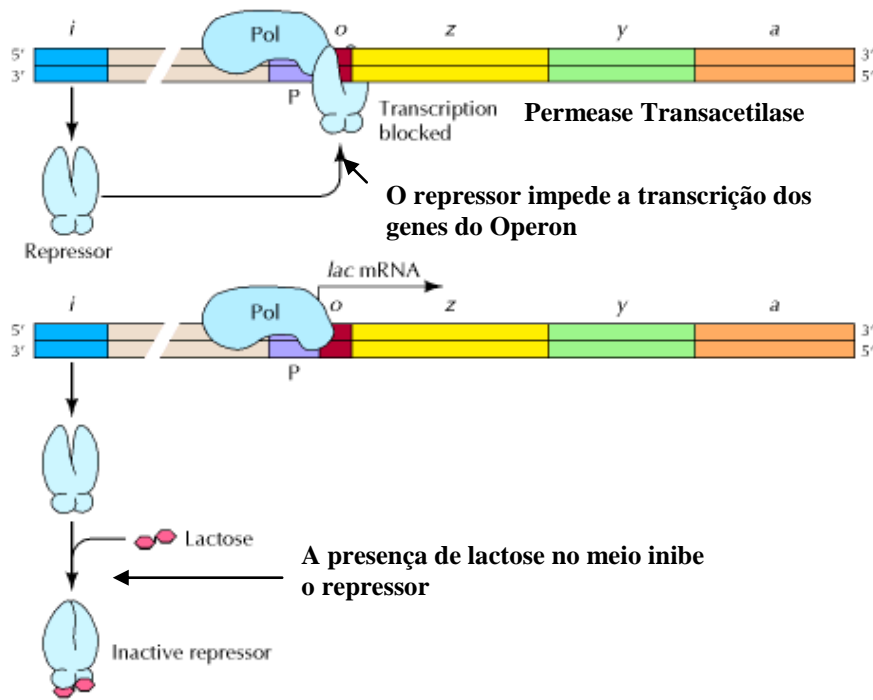 i o z y a
Pol
5′ 3′
3′ 5′
P
Transcription
blocked
Permease Transacetilase
O repressor impede a transcrição dos
genes do Operon
Repressor
lac mRNA
i o z y a
Pol
5′ 3′
3′ 5′
P
Lactose
A presença de lactose no meio inibe
o repressor
Inactive repressor